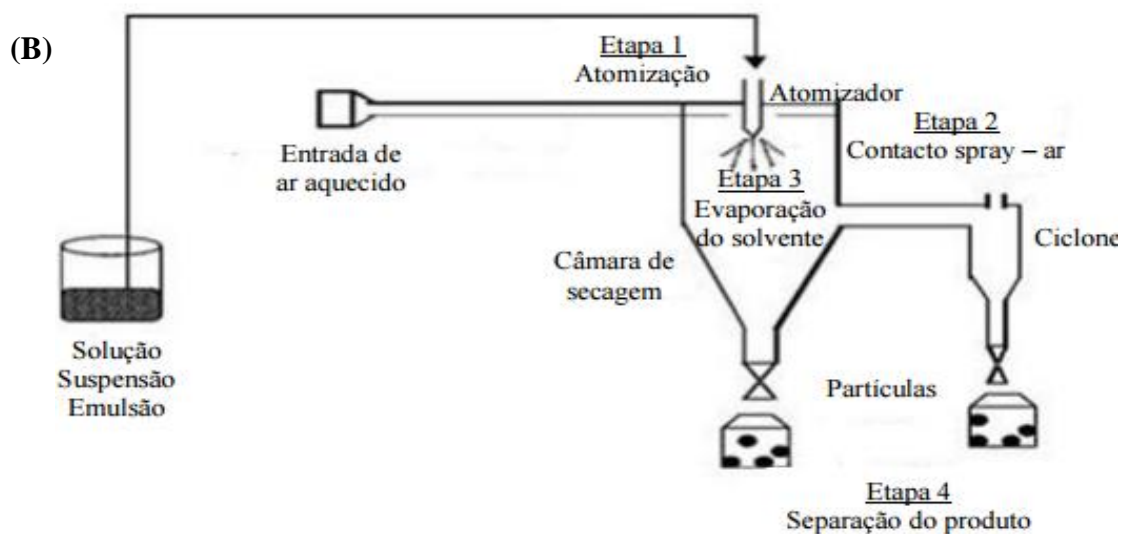 (B)
Etapa 1
Atomização
Atomizador
Etapa 2
Contacto spray – ar
Entrada de
ar aquecido
Etapa 3
Evaporação
do solvente
Ciclone
Câmara de
secagem
Solução
Suspensão
Emulsão
Partículas
Etapa 4
Separação do produto